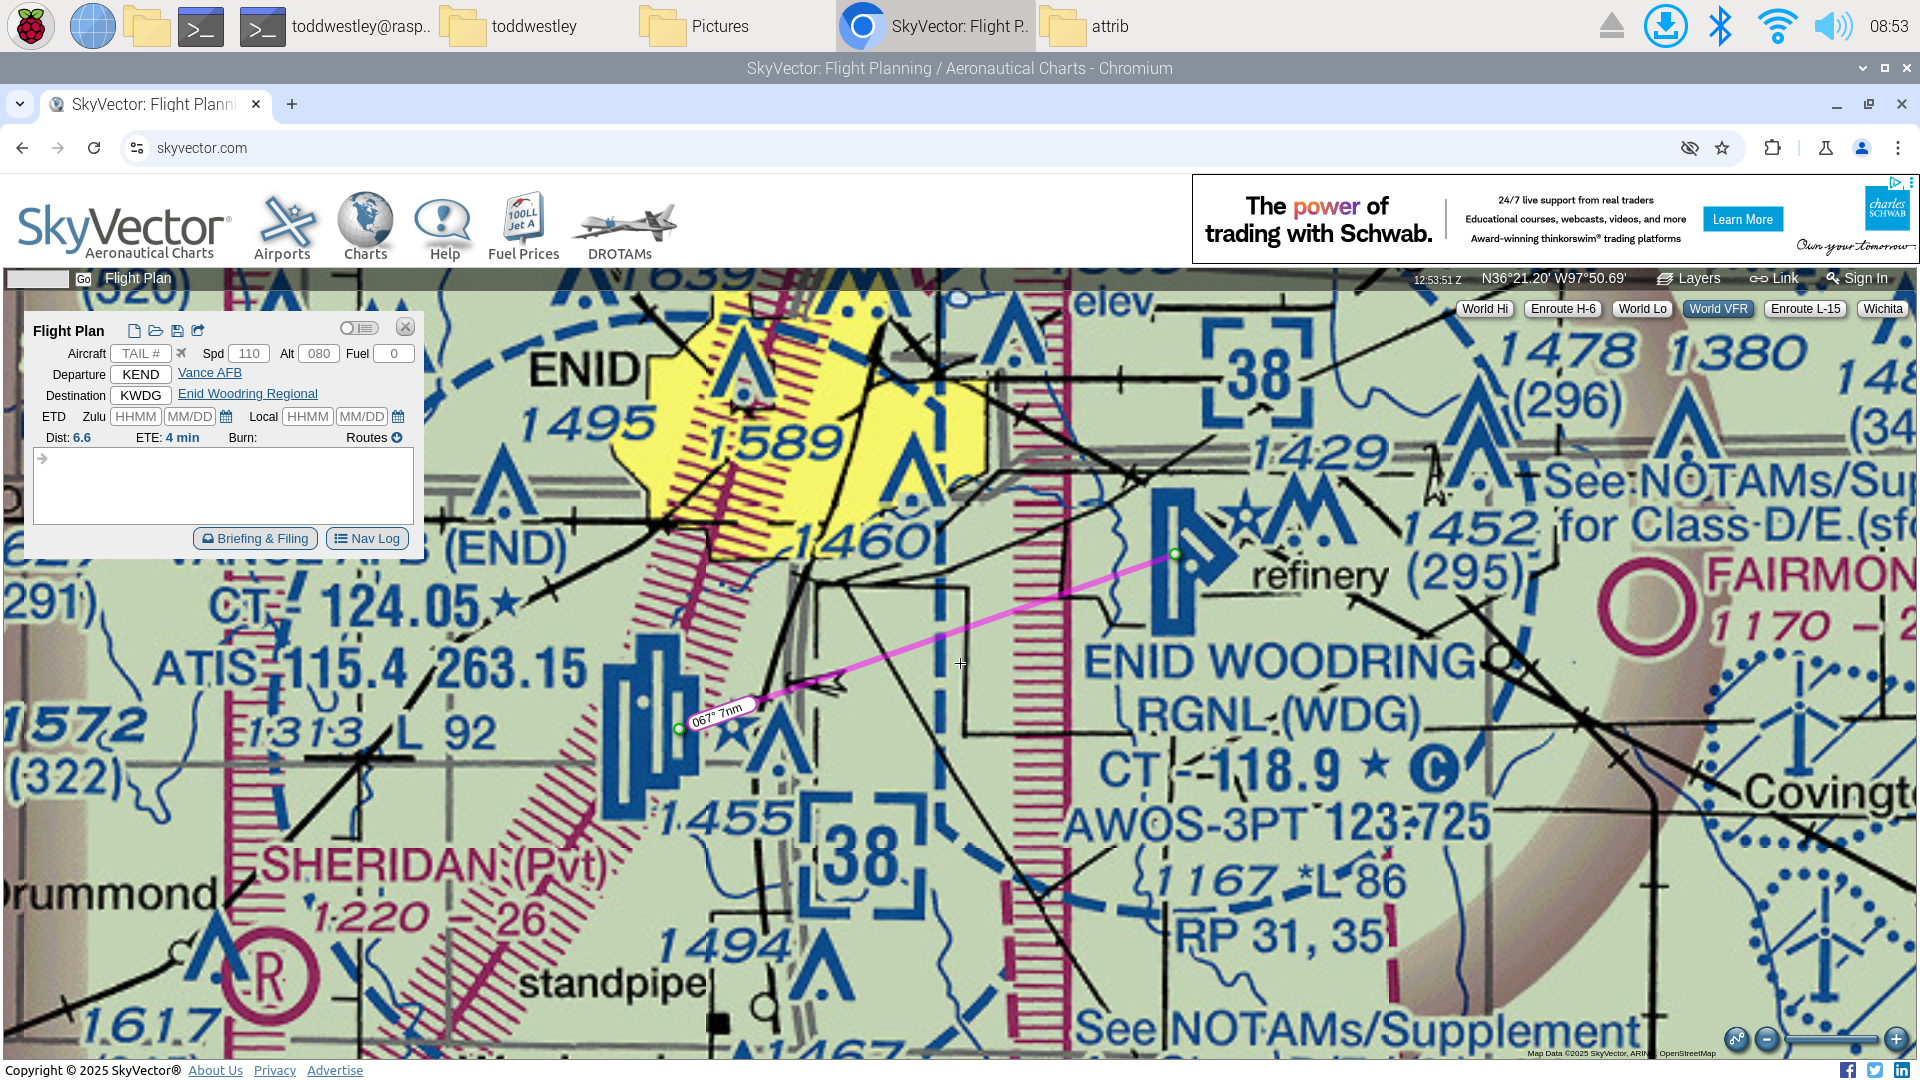 toddwestley@rasp..
toddwestley
Pictures
SkyVector: Flight P..
attrib
08:53
SkyVector: Flight Planning / Aeronautical Charts - Chromium
SkyVector: Flight Planni
skyvector.com
SkyVector®
Aeronautical Charts
Airports
Charts
Help
100LL
Jet A
Fuel Prices
DROTAMs
The power of
trading with Schwab.
24/7 live support from real traders
Educational courses, webcasts, videos, and more
Award-winning thinkorswim® trading platforms
Learn More
charles
SCHWAB
Own your tomorrow
Go
Flight Plan
12:53:51 Z
N36°21.20' W97°50.69'
Layers
Link
Sign In
World Hi
Enroute H-6
World Lo
World VFR
Enroute L-15
Wichita
Flight Plan
Aircraft TAIL # Spd 110 Alt 080 Fuel 0
Departure KEND Vance AFB
Destination KWDG Enid Woodring Regional
ETD Zulu HHMM MM/DD Local HHMM MM/DD
Dist: 6.6 ETE: 4 min Burn: Routes
Briefing & Filing
Nav Log
(320)
1639
elev
ENID
1495
1589
38
1429
1478
(296)
1380
148
(34
See NOTAMs/Sup
for Class-D/E.(sfc
1460
1452
(295)
refinery
FAIRMON
1170 - 2
VANCE AFB (END)
291)
CT - 124.05
ATIS 115.4 263.15
1313 L 92
1572
(322)
067° 7nm
ENID WOODRING
RGNL (WDG)
CT - 118.9 C
AWOS-3PT 123.725
1167 *L 86
RP 31, 35
Covingt
1455
38
SHERIDAN (Pvt)
1220 - 26
Drummond
R
1494
standpipe
1617
1467
See NOTAMs/Supplement
Map Data ©2025 SkyVector, ARIN
OpenStreetMap
Copyright © 2025 SkyVector®
About Us
Privacy
Advertise